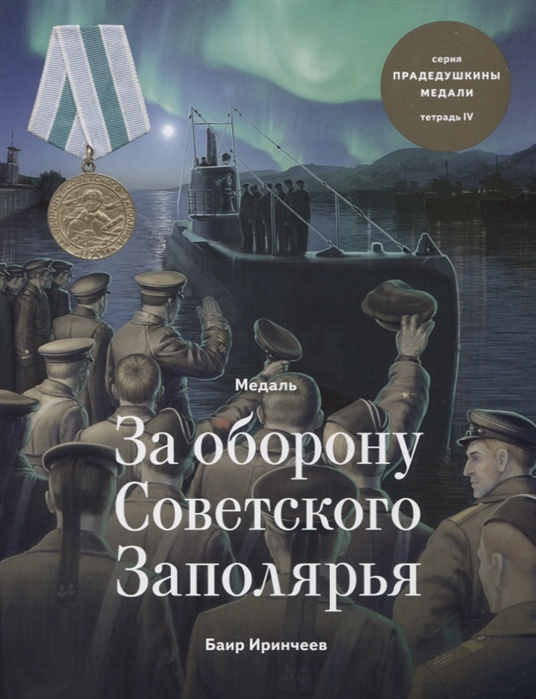 серия
ПРАДЕДУШКИНЫ
МЕДАЛИ
тетрадь IV
Медаль
За оборону
Советского
Заполярья
Баир Иринчеев